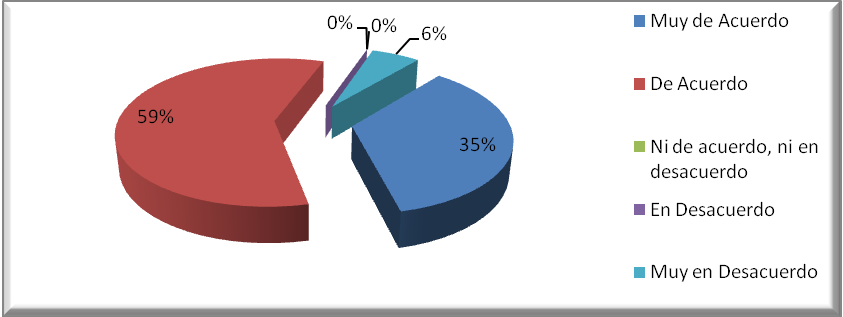 0%
0%
6%
59%
35%
Muy de Acuerdo
De Acuerdo
Ni de acuerdo, ni en
desacuerdo
En Desacuerdo
Muy en Desacuerdo